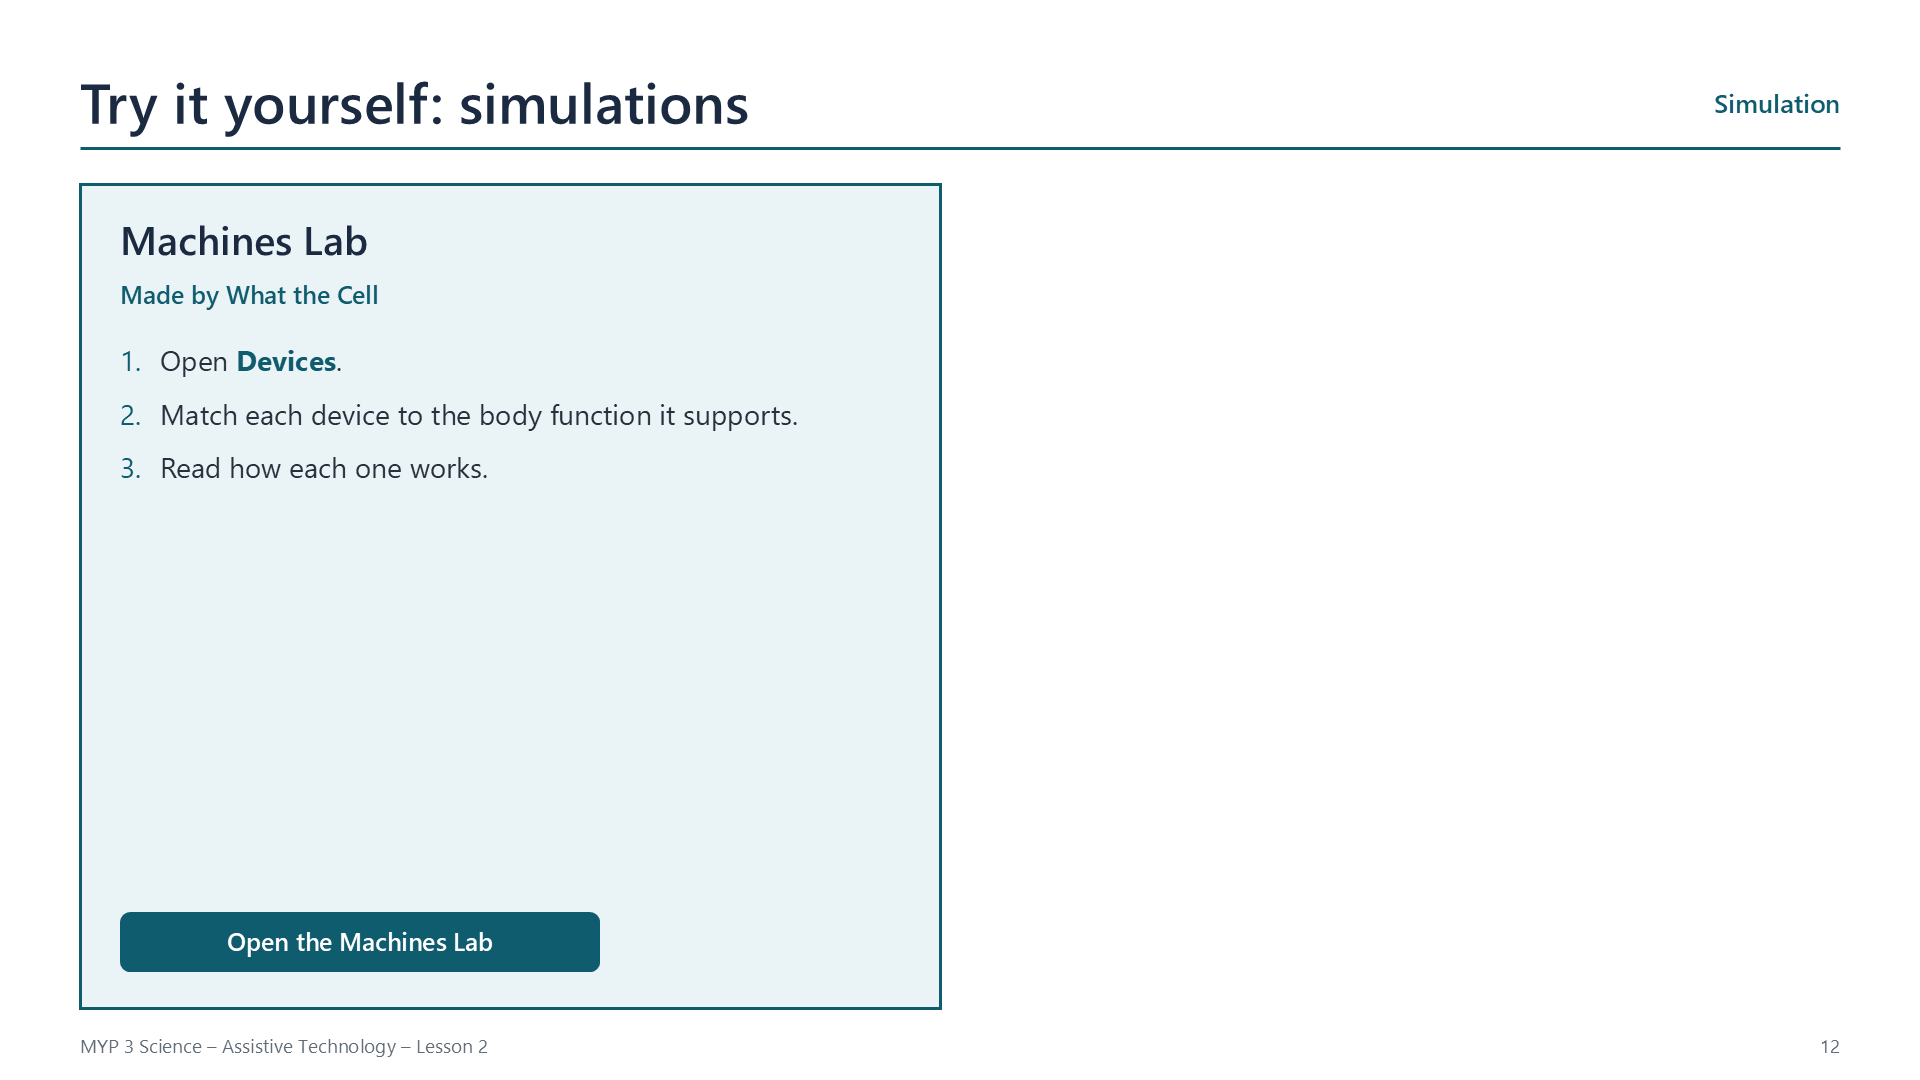 Try it yourself: simulations
Simulation
Machines Lab
Made by What the Cell
1. Open Devices.
2. Match each device to the body function it supports.
3. Read how each one works.
Open the Machines Lab
MYP 3 Science – Assistive Technology – Lesson 2
12